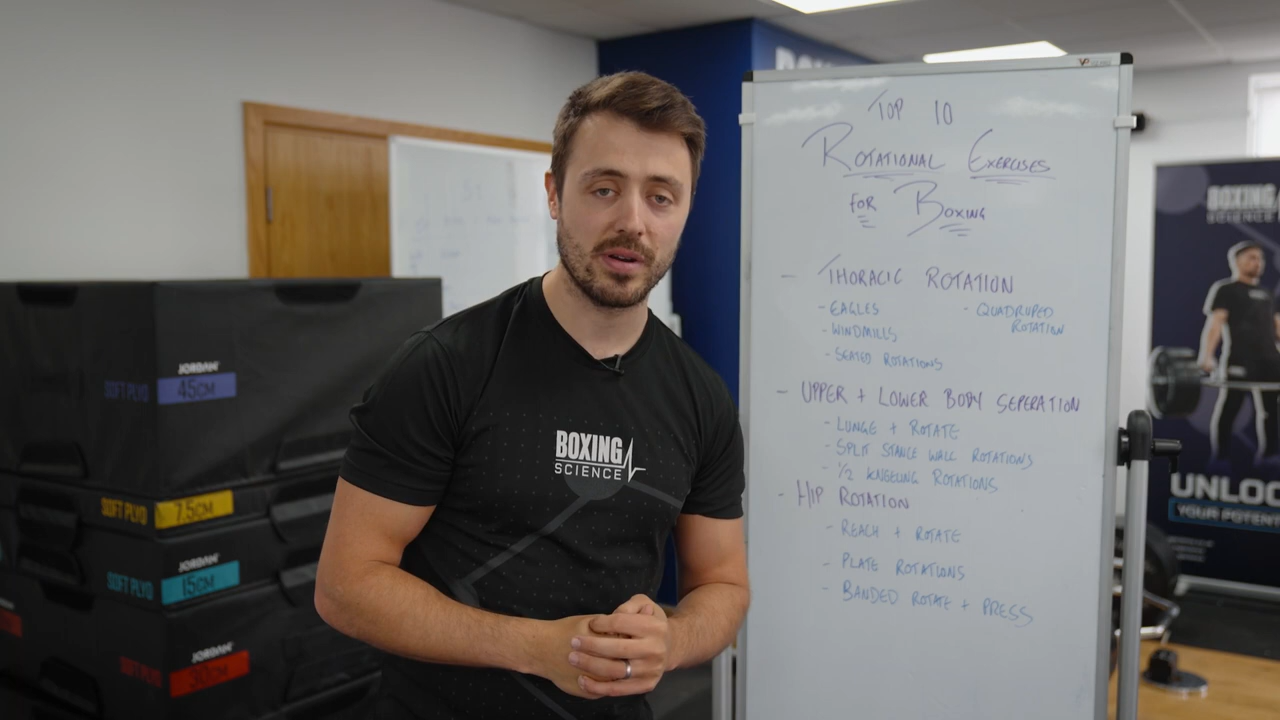 TOP 10
ROTATIONAL EXERCISES
FOR BOXING
- THORACIC ROTATION
- EAGLES
- WINDMILLS
- SEATED ROTATIONS
- QUADRUPED
ROTATION
- UPPER + LOWER BODY SEPERATION
- LUNGE + ROTATE
- SPLIT STANCE WALL ROTATIONS
- 1/2 KNEELING ROTATIONS
- HIP ROTATION
- REACH + ROTATE
- PLATE ROTATIONS
- BANDED ROTATE + PRESS
BOXING
SCIENCE
JORDAN
SOFT PLYO 45CM
SOFT PLYO 7.5CM
JORDAN
SOFT PLYO 15CM
JORDAN
SOFT PLYO 30CM
BOXING
SCIENCE
UNLOC
YOUR POTENT